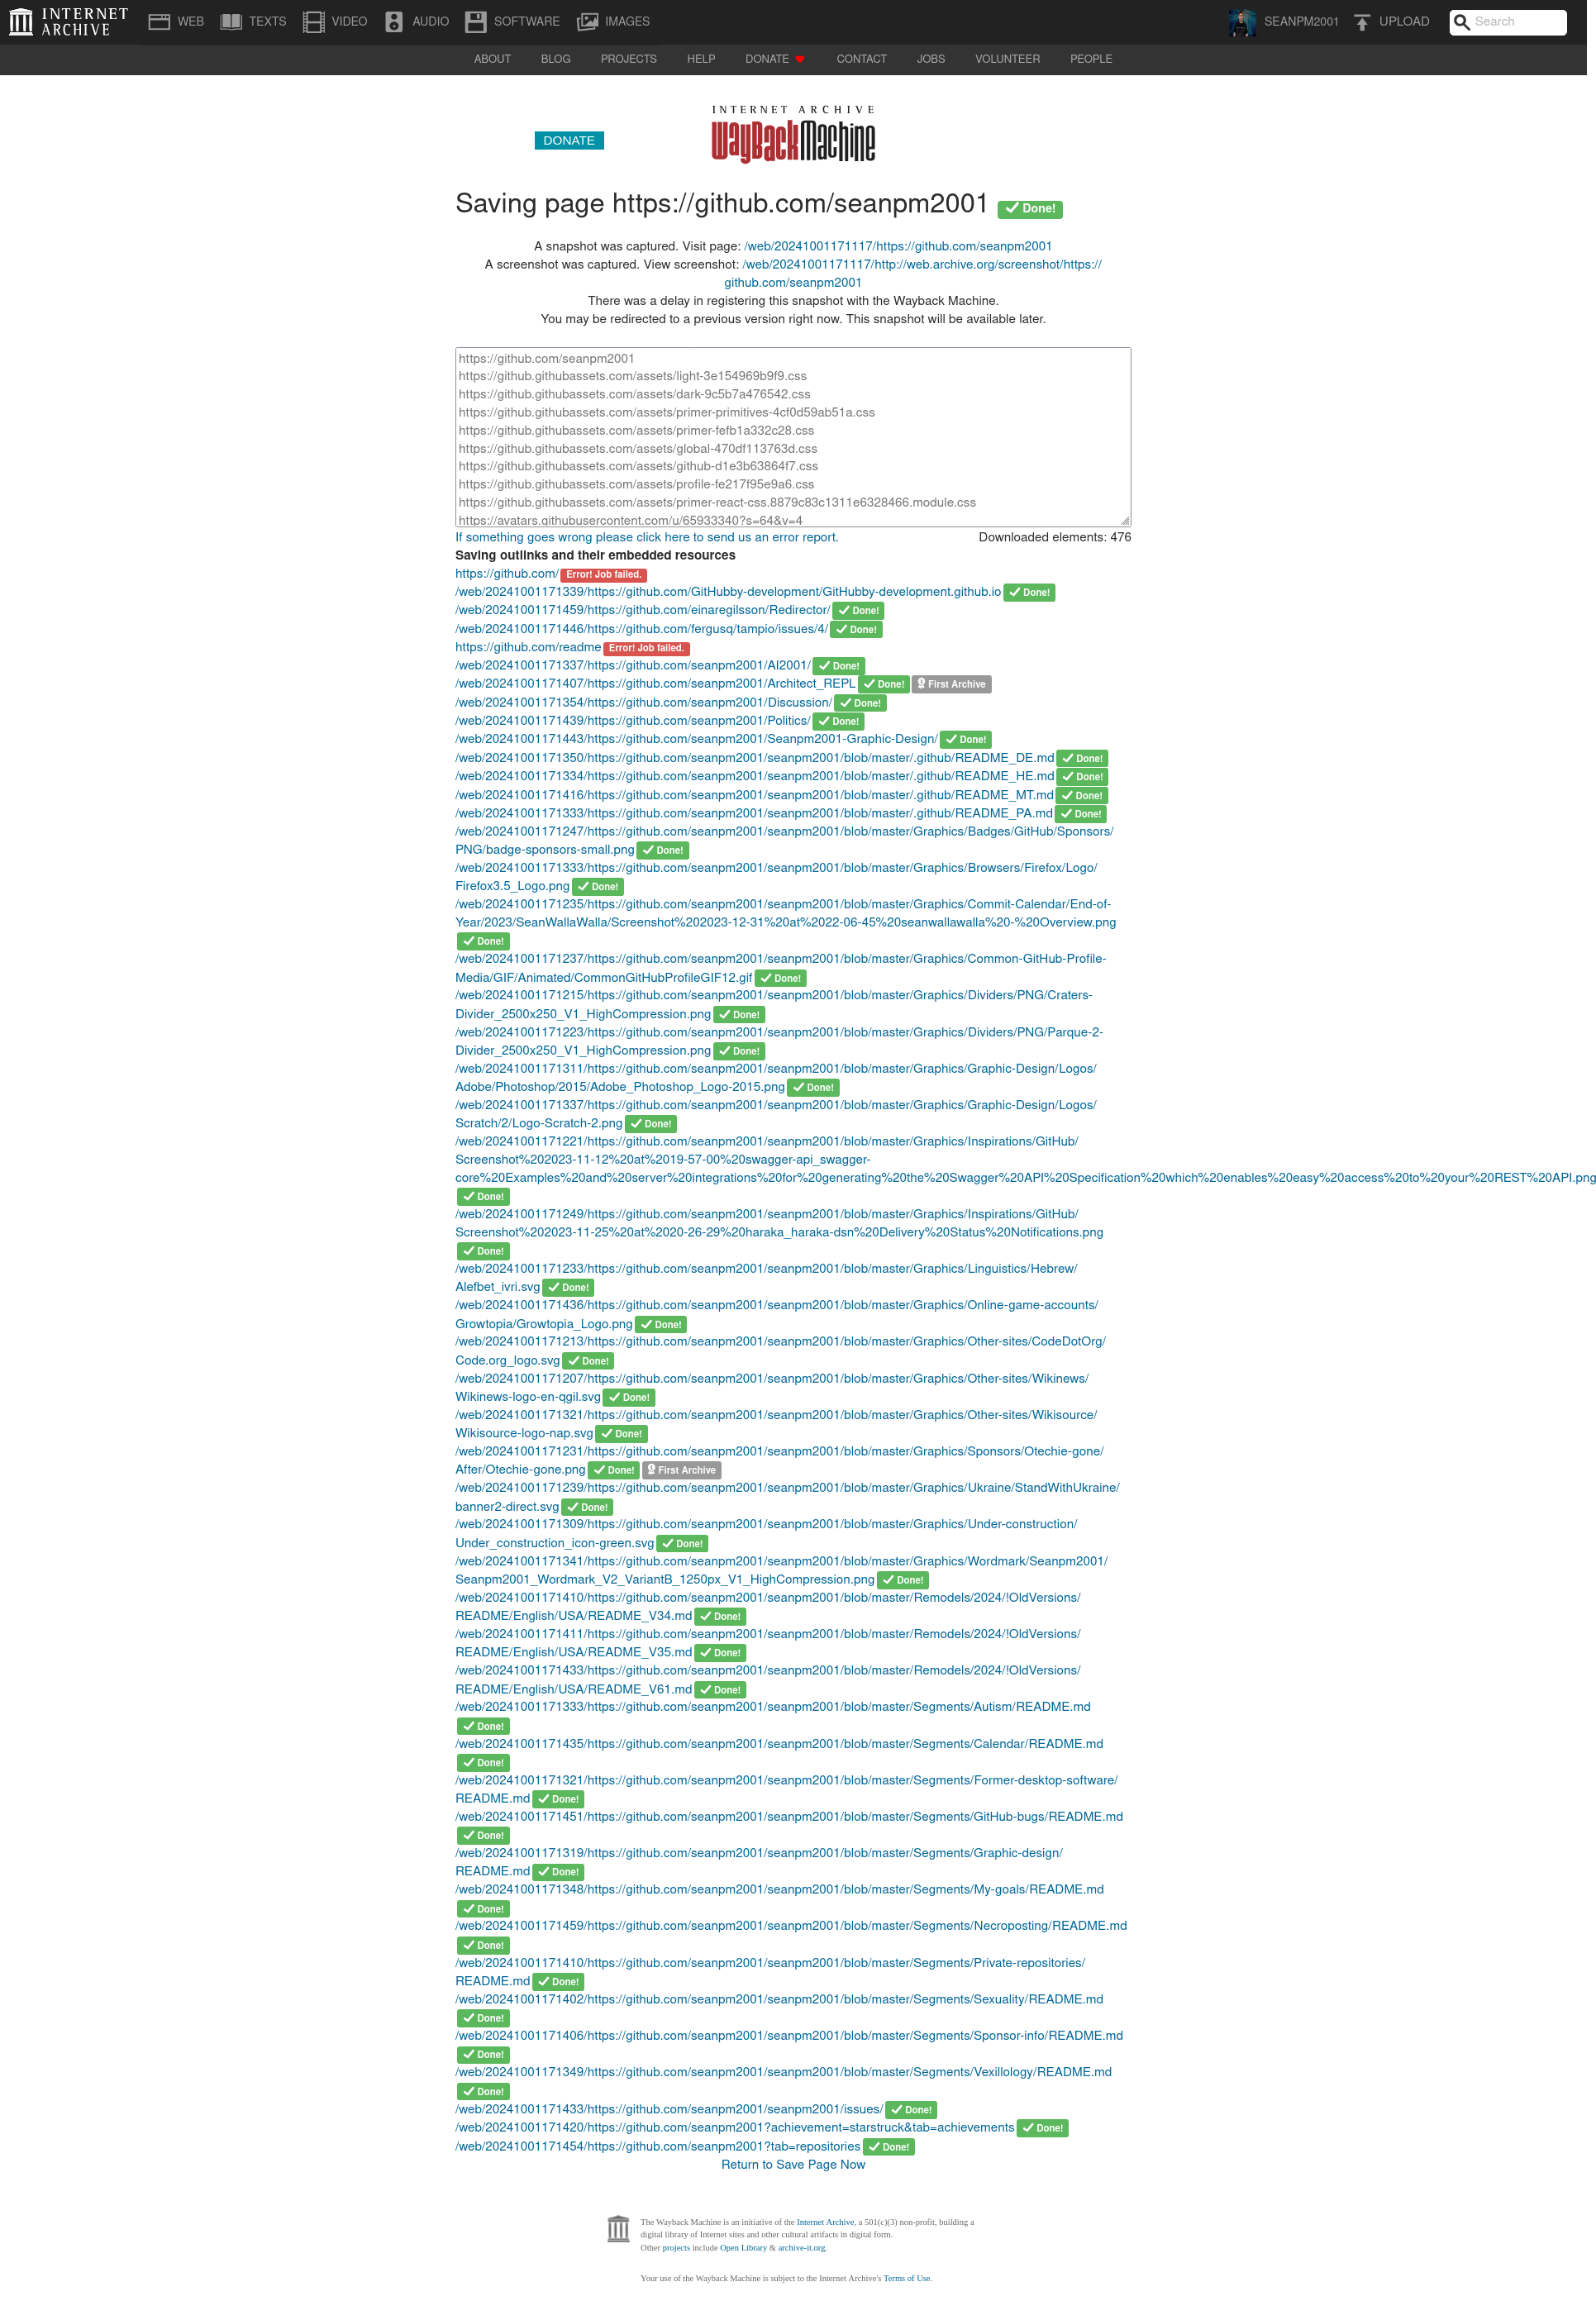 INTERNET ARCHIVE
WEB TEXTS VIDEO AUDIO SOFTWARE IMAGES SEANPM2001 UPLOAD Search
ABOUT BLOG PROJECTS HELP DONATE CONTACT JOBS VOLUNTEER PEOPLE
INTERNET ARCHIVE
DONATE WayBackMachine
Saving page https://github.com/seanpm2001 Done!
A snapshot was captured. Visit page: /web/20241001171117/https://github.com/seanpm2001
A screenshot was captured. View screenshot: /web/20241001171117/http://web.archive.org/screenshot/https://
github.com/seanpm2001
There was a delay in registering this snapshot with the Wayback Machine.
You may be redirected to a previous version right now. This snapshot will be available later.
https://github.com/seanpm2001
https://github.githubassets.com/assets/light-3e154969b9f9.css
https://github.githubassets.com/assets/dark-9c5b7a476542.css
https://github.githubassets.com/assets/primer-primitives-4cf0d59ab51a.css
https://github.githubassets.com/assets/primer-fefb1a332c28.css
https://github.githubassets.com/assets/global-470df113763d.css
https://github.githubassets.com/assets/github-d1e3b63864f7.css
https://github.githubassets.com/assets/profile-fe217f95e9a6.css
https://github.githubassets.com/assets/primer-react-css.8879c83c1311e6328466.module.css
https://avatars.githubusercontent.com/u/65933340?s=64&v=4
If something goes wrong please click here to send us an error report. Downloaded elements: 476
Saving outlinks and their embedded resources
https://github.com/ Error! Job failed.
/web/20241001171339/https://github.com/GitHubby-development/GitHubby-development.github.io Done!
/web/20241001171459/https://github.com/einaregilsson/Redirector/ Done!
/web/20241001171446/https://github.com/fergusq/tampio/issues/4/ Done!
https://github.com/readme Error! Job failed.
/web/20241001171337/https://github.com/seanpm2001/AI2001/ Done!
/web/20241001171407/https://github.com/seanpm2001/Architect_REPL Done! First Archive
/web/20241001171354/https://github.com/seanpm2001/Discussion/ Done!
/web/20241001171439/https://github.com/seanpm2001/Politics/ Done!
/web/20241001171443/https://github.com/seanpm2001/Seanpm2001-Graphic-Design/ Done!
/web/20241001171350/https://github.com/seanpm2001/seanpm2001/blob/master/.github/README_DE.md Done!
/web/20241001171334/https://github.com/seanpm2001/seanpm2001/blob/master/.github/README_HE.md Done!
/web/20241001171416/https://github.com/seanpm2001/seanpm2001/blob/master/.github/README_MT.md Done!
/web/20241001171333/https://github.com/seanpm2001/seanpm2001/blob/master/.github/README_PA.md Done!
/web/20241001171247/https://github.com/seanpm2001/seanpm2001/blob/master/Graphics/Badges/GitHub/Sponsors/
PNG/badge-sponsors-small.png Done!
/web/20241001171333/https://github.com/seanpm2001/seanpm2001/blob/master/Graphics/Browsers/Firefox/Logo/
Firefox3.5_Logo.png Done!
/web/20241001171235/https://github.com/seanpm2001/seanpm2001/blob/master/Graphics/Commit-Calendar/End-of-
Year/2023/SeanWallaWalla/Screenshot%202023-12-31%20at%2022-06-45%20seanwallawalla%20-%20Overview.png
Done!
/web/20241001171237/https://github.com/seanpm2001/seanpm2001/blob/master/Graphics/Common-GitHub-Profile-
Media/GIF/Animated/CommonGitHubProfileGIF12.gif Done!
/web/20241001171215/https://github.com/seanpm2001/seanpm2001/blob/master/Graphics/Dividers/PNG/Craters-
Divider_2500x250_V1_HighCompression.png Done!
/web/20241001171223/https://github.com/seanpm2001/seanpm2001/blob/master/Graphics/Dividers/PNG/Parque-2-
Divider_2500x250_V1_HighCompression.png Done!
/web/20241001171311/https://github.com/seanpm2001/seanpm2001/blob/master/Graphics/Graphic-Design/Logos/
Adobe/Photoshop/2015/Adobe_Photoshop_Logo-2015.png Done!
/web/20241001171337/https://github.com/seanpm2001/seanpm2001/blob/master/Graphics/Graphic-Design/Logos/
Scratch/2/Logo-Scratch-2.png Done!
/web/20241001171221/https://github.com/seanpm2001/seanpm2001/blob/master/Graphics/Inspirations/GitHub/
Screenshot%202023-11-12%20at%2019-57-00%20swagger-api_swagger-
core%20Examples%20and%20server%20integrations%20for%20generating%20the%20Swagger%20API%20Specification%20which%20enables%20easy%20access%20to%20your%20REST%20API.png
Done!
/web/20241001171249/https://github.com/seanpm2001/seanpm2001/blob/master/Graphics/Inspirations/GitHub/
Screenshot%202023-11-25%20at%2020-26-29%20haraka_haraka-dsn%20Delivery%20Status%20Notifications.png
Done!
/web/20241001171233/https://github.com/seanpm2001/seanpm2001/blob/master/Graphics/Linguistics/Hebrew/
Alefbet_ivri.svg Done!
/web/20241001171436/https://github.com/seanpm2001/seanpm2001/blob/master/Graphics/Online-game-accounts/
Growtopia/Growtopia_Logo.png Done!
/web/20241001171213/https://github.com/seanpm2001/seanpm2001/blob/master/Graphics/Other-sites/CodeDotOrg/
Code.org_logo.svg Done!
/web/20241001171207/https://github.com/seanpm2001/seanpm2001/blob/master/Graphics/Other-sites/Wikinews/
Wikinews-logo-en-qgil.svg Done!
/web/20241001171321/https://github.com/seanpm2001/seanpm2001/blob/master/Graphics/Other-sites/Wikisource/
Wikisource-logo-nap.svg Done!
/web/20241001171231/https://github.com/seanpm2001/seanpm2001/blob/master/Graphics/Sponsors/Otechie-gone/
After/Otechie-gone.png Done! First Archive
/web/20241001171239/https://github.com/seanpm2001/seanpm2001/blob/master/Graphics/Ukraine/StandWithUkraine/
banner2-direct.svg Done!
/web/20241001171309/https://github.com/seanpm2001/seanpm2001/blob/master/Graphics/Under-construction/
Under_construction_icon-green.svg Done!
/web/20241001171341/https://github.com/seanpm2001/seanpm2001/blob/master/Graphics/Wordmark/Seanpm2001/
Seanpm2001_Wordmark_V2_VariantB_1250px_V1_HighCompression.png Done!
/web/20241001171410/https://github.com/seanpm2001/seanpm2001/blob/master/Remodels/2024/!OldVersions/
README/English/USA/README_V34.md Done!
/web/20241001171411/https://github.com/seanpm2001/seanpm2001/blob/master/Remodels/2024/!OldVersions/
README/English/USA/README_V35.md Done!
/web/20241001171433/https://github.com/seanpm2001/seanpm2001/blob/master/Remodels/2024/!OldVersions/
README/English/USA/README_V61.md Done!
/web/20241001171333/https://github.com/seanpm2001/seanpm2001/blob/master/Segments/Autism/README.md
Done!
/web/20241001171435/https://github.com/seanpm2001/seanpm2001/blob/master/Segments/Calendar/README.md
Done!
/web/20241001171321/https://github.com/seanpm2001/seanpm2001/blob/master/Segments/Former-desktop-software/
README.md Done!
/web/20241001171451/https://github.com/seanpm2001/seanpm2001/blob/master/Segments/GitHub-bugs/README.md
Done!
/web/20241001171319/https://github.com/seanpm2001/seanpm2001/blob/master/Segments/Graphic-design/
README.md Done!
/web/20241001171348/https://github.com/seanpm2001/seanpm2001/blob/master/Segments/My-goals/README.md
Done!
/web/20241001171459/https://github.com/seanpm2001/seanpm2001/blob/master/Segments/Necroposting/README.md
Done!
/web/20241001171410/https://github.com/seanpm2001/seanpm2001/blob/master/Segments/Private-repositories/
README.md Done!
/web/20241001171402/https://github.com/seanpm2001/seanpm2001/blob/master/Segments/Sexuality/README.md
Done!
/web/20241001171406/https://github.com/seanpm2001/seanpm2001/blob/master/Segments/Sponsor-info/README.md
Done!
/web/20241001171349/https://github.com/seanpm2001/seanpm2001/blob/master/Segments/Vexillology/README.md
Done!
/web/20241001171433/https://github.com/seanpm2001/seanpm2001/issues/ Done!
/web/20241001171420/https://github.com/seanpm2001?achievement=starstruck&tab=achievements Done!
/web/20241001171454/https://github.com/seanpm2001?tab=repositories Done!
Return to Save Page Now
The Wayback Machine is an initiative of the Internet Archive, a 501(c)(3) non-profit, building a
digital library of Internet sites and other cultural artifacts in digital form.
Other projects include Open Library & archive-it.org.
Your use of the Wayback Machine is subject to the Internet Archive's Terms of Use.